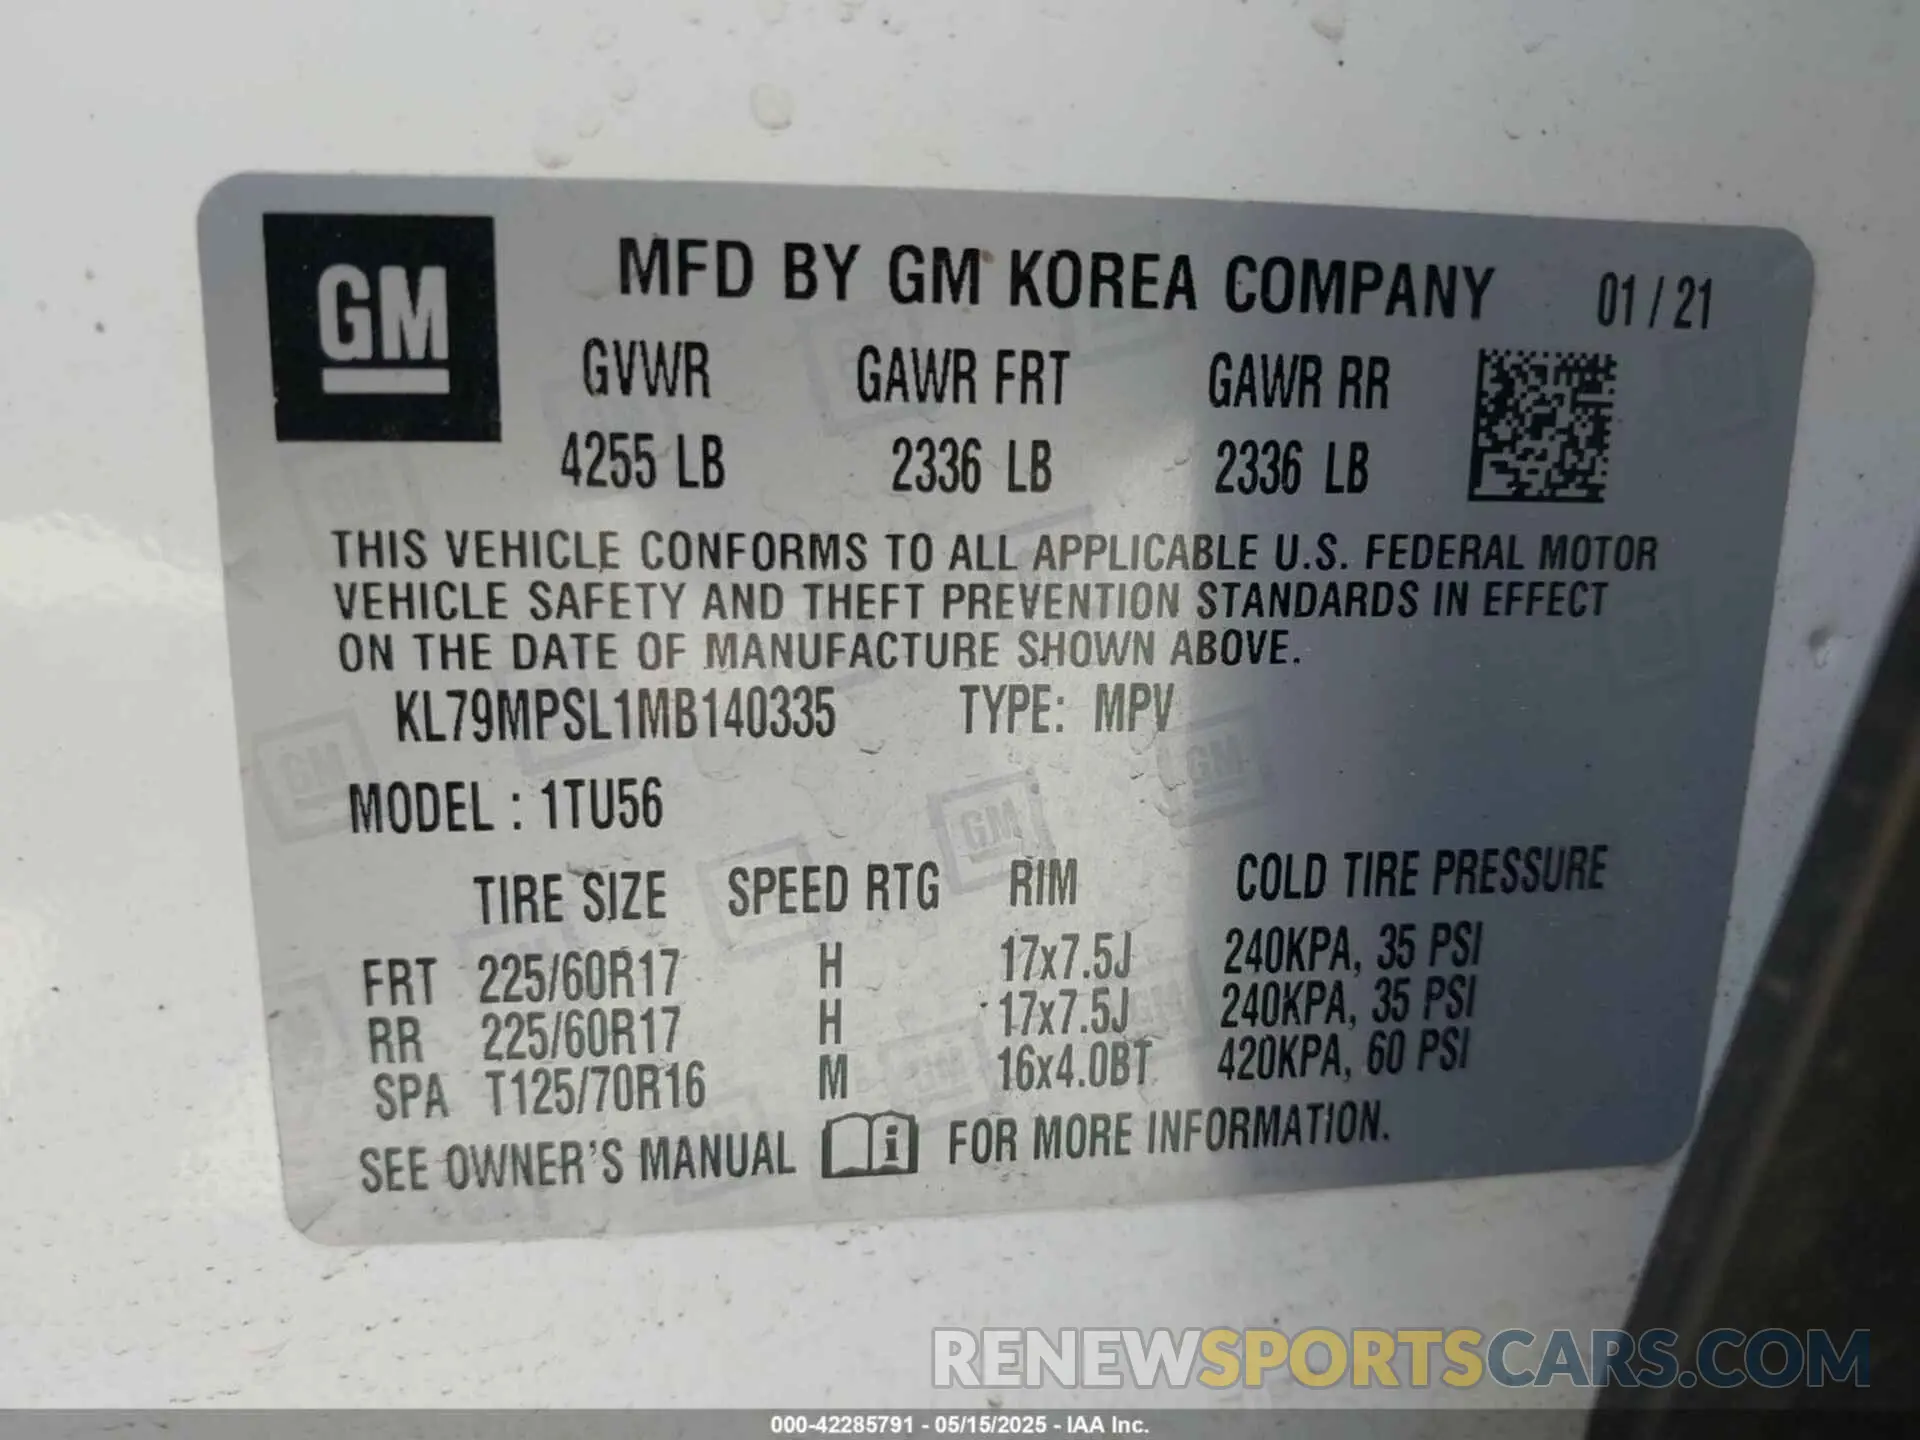 GM
MFD BY GM KOREA COMPANY 01 / 21
GVWR GAWR FRT GAWR RR
4255 LB 2336 LB 2336 LB
THIS VEHICLE CONFORMS TO ALL APPLICABLE U.S. FEDERAL MOTOR
VEHICLE SAFETY AND THEFT PREVENTION STANDARDS IN EFFECT
ON THE DATE OF MANUFACTURE SHOWN ABOVE.
KL79MPSL1MB140335 TYPE: MPV
MODEL : 1TU56
TIRE SIZE SPEED RTG RIM COLD TIRE PRESSURE
FRT 225/60R17 H 17x7.5J 240KPA, 35 PSI
RR 225/60R17 H 17x7.5J 240KPA, 35 PSI
SPA T125/70R16 M 16x4.0BT 420KPA, 60 PSI
SEE OWNER'S MANUAL i FOR MORE INFORMATION.
RENEWSPORTSCARS.COM
000-42285791 - 05/15/2025 - IAA Inc.